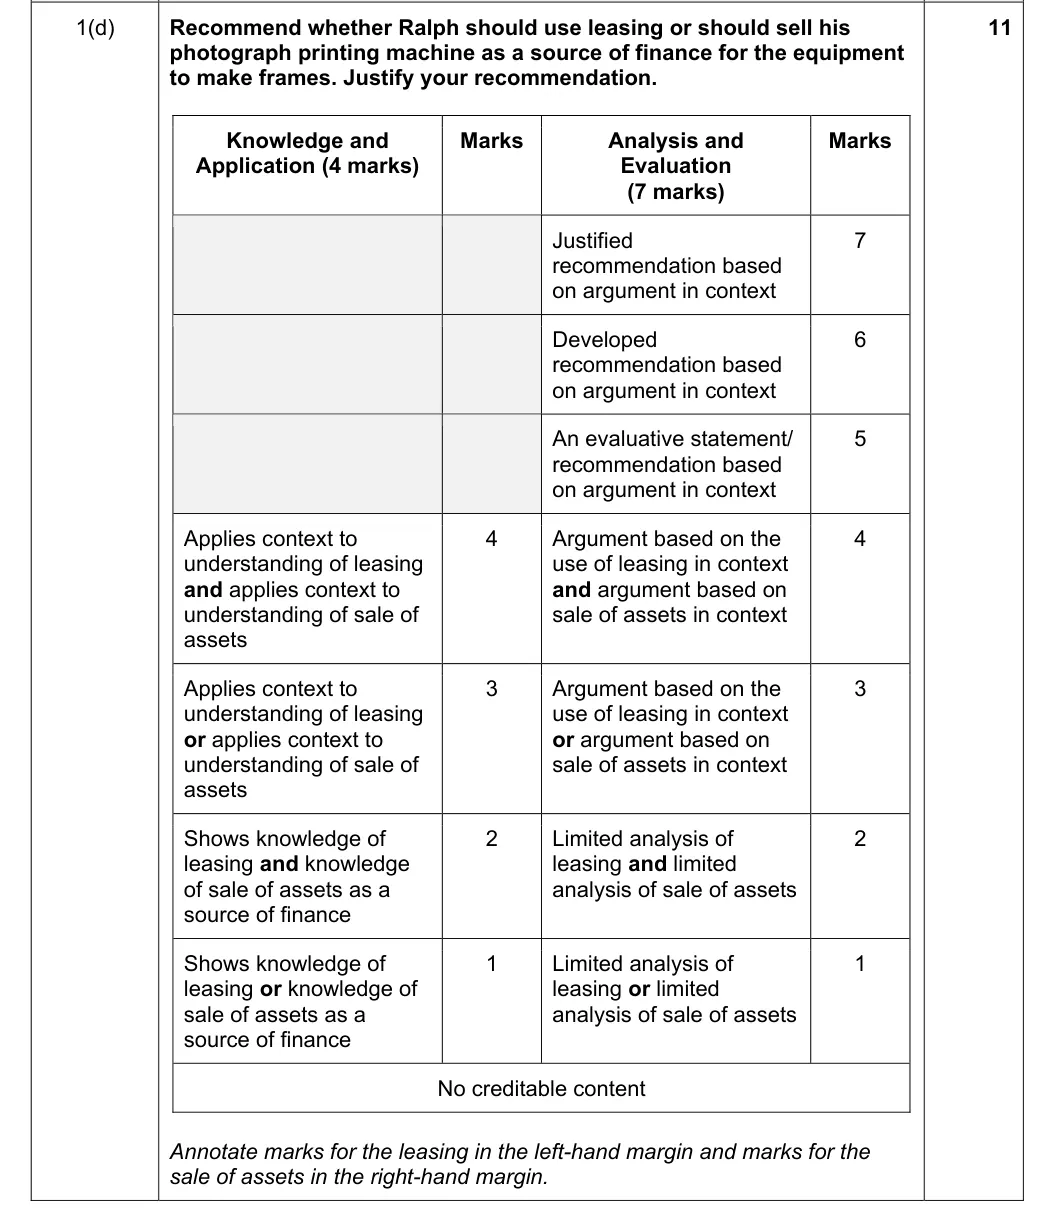 1(d)
Recommend whether Ralph should use leasing or should sell his
photograph printing machine as a source of finance for the equipment
to make frames. Justify your recommendation.
11
Knowledge and
Application (4 marks)
Marks
Analysis and
Evaluation
(7 marks)
Marks
Justified
recommendation based
on argument in context
7
Developed
recommendation based
on argument in context
6
An evaluative statement/
recommendation based
on argument in context
5
Applies context to
understanding of leasing
and applies context to
understanding of sale of
assets
4
Argument based on the
use of leasing in context
and argument based on
sale of assets in context
4
Applies context to
understanding of leasing
or applies context to
understanding of sale of
assets
3
Argument based on the
use of leasing in context
or argument based on
sale of assets in context
3
Shows knowledge of
leasing and knowledge
of sale of assets as a
source of finance
2
Limited analysis of
leasing and limited
analysis of sale of assets
2
Shows knowledge of
leasing or knowledge of
sale of assets as a
source of finance
1
Limited analysis of
leasing or limited
analysis of sale of assets
1
No creditable content
Annotate marks for the leasing in the left-hand margin and marks for the
sale of assets in the right-hand margin.